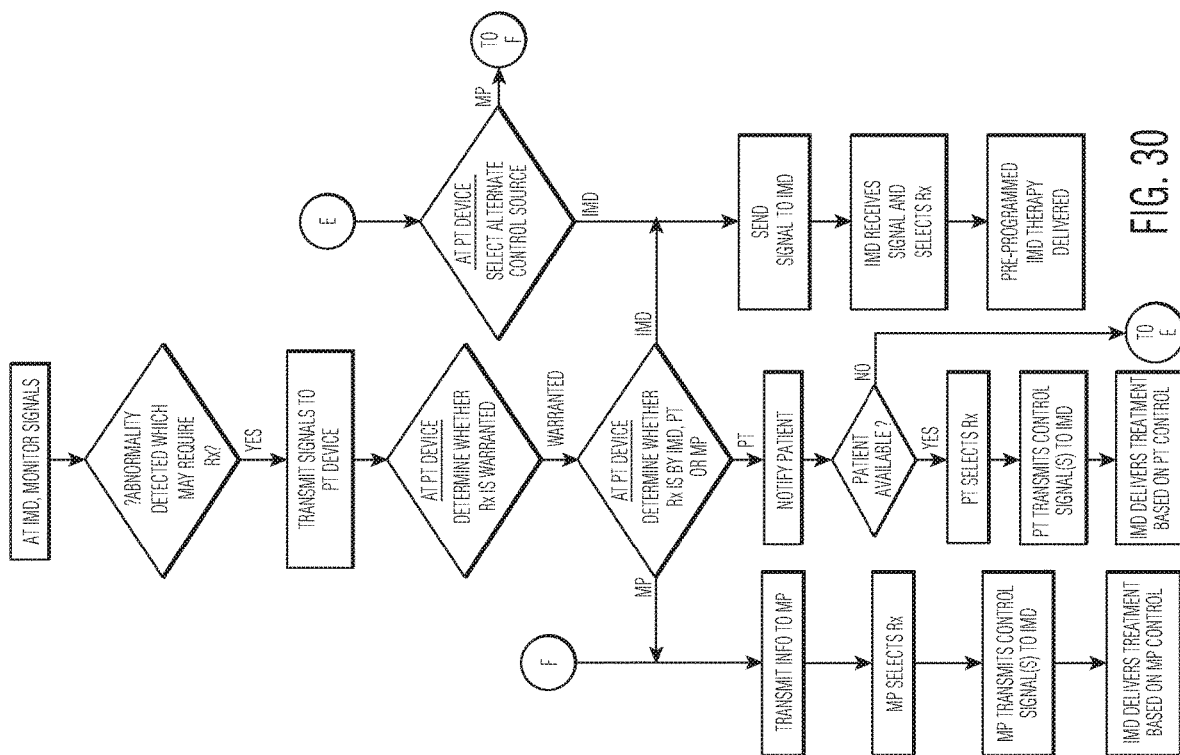 AT IMD, MONITOR SIGNALS
?ABNORMALITY
DETECTED WHICH
MAY REQUIRE
Rx?
YES
TRANSMIT SIGNALS TO
PT DEVICE
AT PT DEVICE
DETERMINE WHETHER
Rx IS WARRANTED
WARRANTED
AT PT DEVICE
DETERMINE WHETHER
Rx IS BY IMD, PT
OR MP
MP
PT
IMD
F
TRANSMIT INFO TO MP
MP SELECTS Rx
MP TRANSMITS CONTROL
SIGNAL(S) TO IMD
IMD DELIVERS TREATMENT
BASED ON MP CONTROL
NOTIFY PATIENT
PATIENT
AVAILABLE ?
NO
YES
PT SELECTS Rx
PT TRANSMITS CONTROL
SIGNAL(S) TO IMD
IMD DELIVERS TREATMENT
BASED ON PT CONTROL
TO
E
E
AT PT DEVICE
SELECT ALTERNATE
CONTROL SOURCE
MP
TO
F
IMD
SEND
SIGNAL TO IMD
IMD RECEIVES
SIGNAL AND
SELECTS Rx
PRE-PROGRAMMED
IMD THERAPY
DELIVERED
FIG. 30